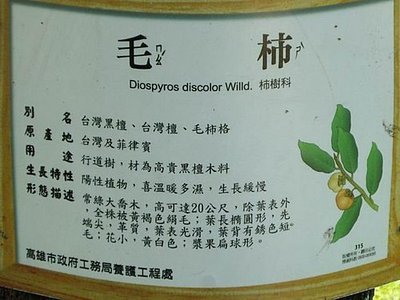 毛ㄇㄠˊ 柿ㄕˋ
Diospyros discolor Willd. 柿樹科
別名 台灣黑檀、台灣檀、毛柿格
原產地 台灣及菲律賓
用途 行道樹，材為高貴黑檀木料
生長特性 陽性植物，喜溫暖多濕，生長緩慢
形態描述 常綠大喬木，高可達20公尺，除葉表外
，全株被黃褐色絹毛；葉長橢圓形，先
端尖，革質，葉表光滑，葉背有銹色短
毛；花小，黃白色；漿果扁球形。
高雄市政府工務局養護工程處
315